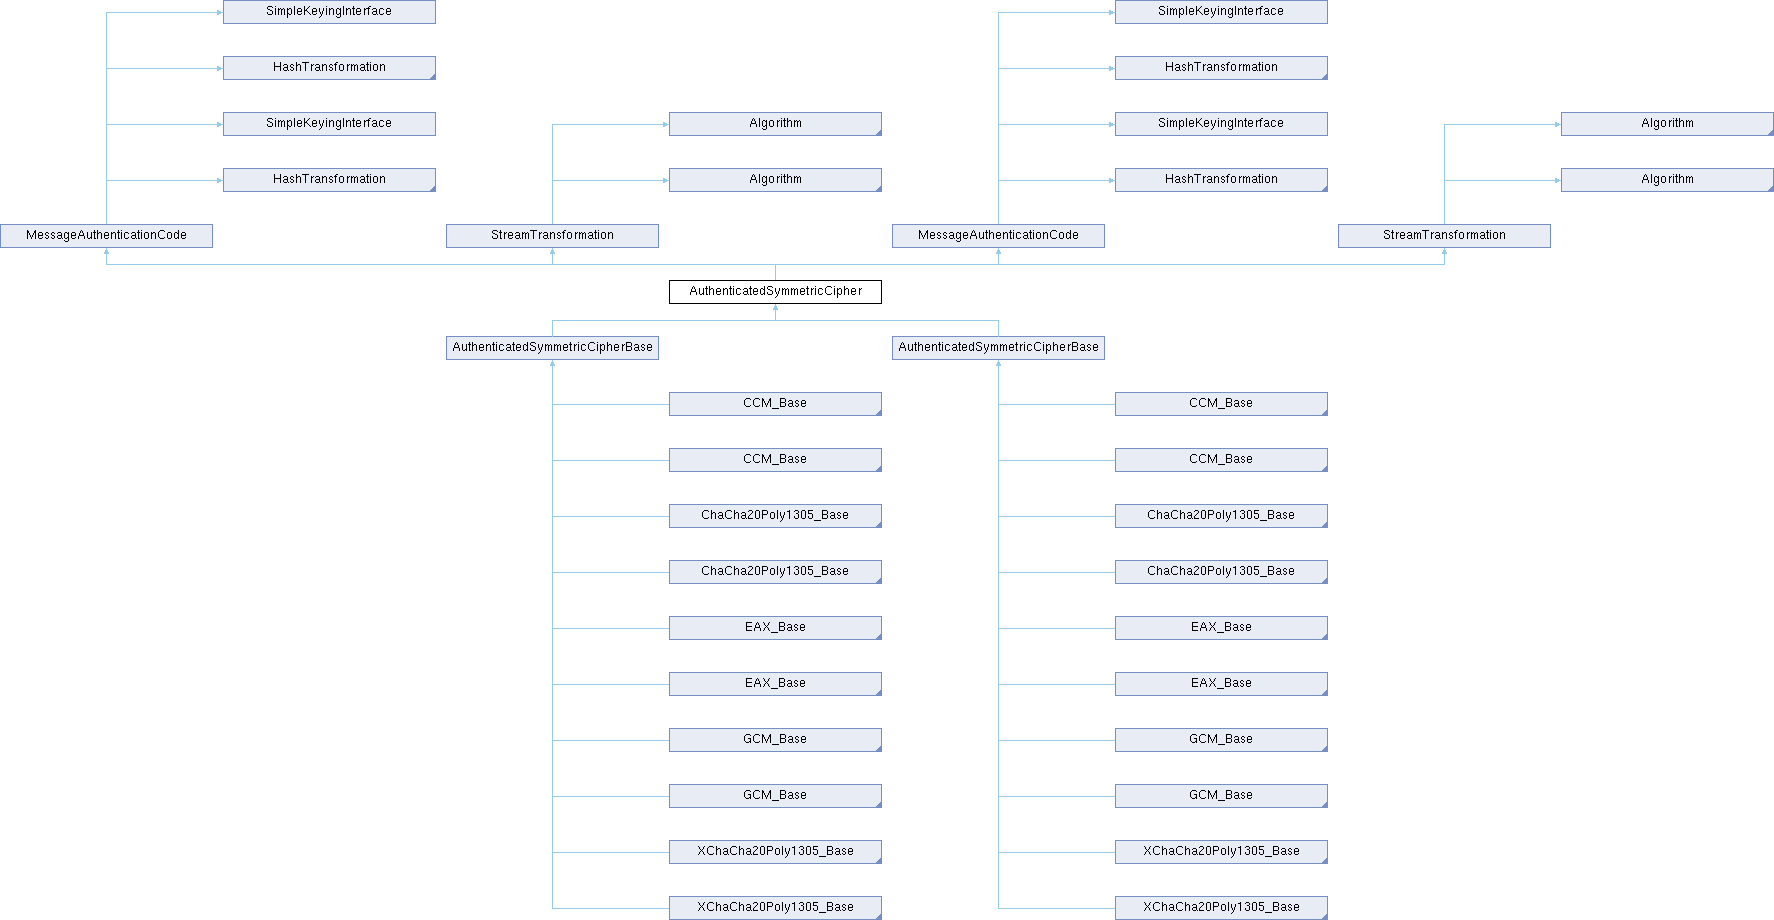 SimpleKeyingInterface
SimpleKeyingInterface
HashTransformation
HashTransformation
SimpleKeyingInterface
Algorithm
SimpleKeyingInterface
Algorithm
HashTransformation
Algorithm
HashTransformation
Algorithm
MessageAuthenticationCode
StreamTransformation
MessageAuthenticationCode
StreamTransformation
AuthenticatedSymmetricCipher
AuthenticatedSymmetricCipherBase
AuthenticatedSymmetricCipherBase
CCM_Base
CCM_Base
CCM_Base
CCM_Base
ChaCha20Poly1305_Base
ChaCha20Poly1305_Base
ChaCha20Poly1305_Base
ChaCha20Poly1305_Base
EAX_Base
EAX_Base
EAX_Base
EAX_Base
GCM_Base
GCM_Base
GCM_Base
GCM_Base
XChaCha20Poly1305_Base
XChaCha20Poly1305_Base
XChaCha20Poly1305_Base
XChaCha20Poly1305_Base